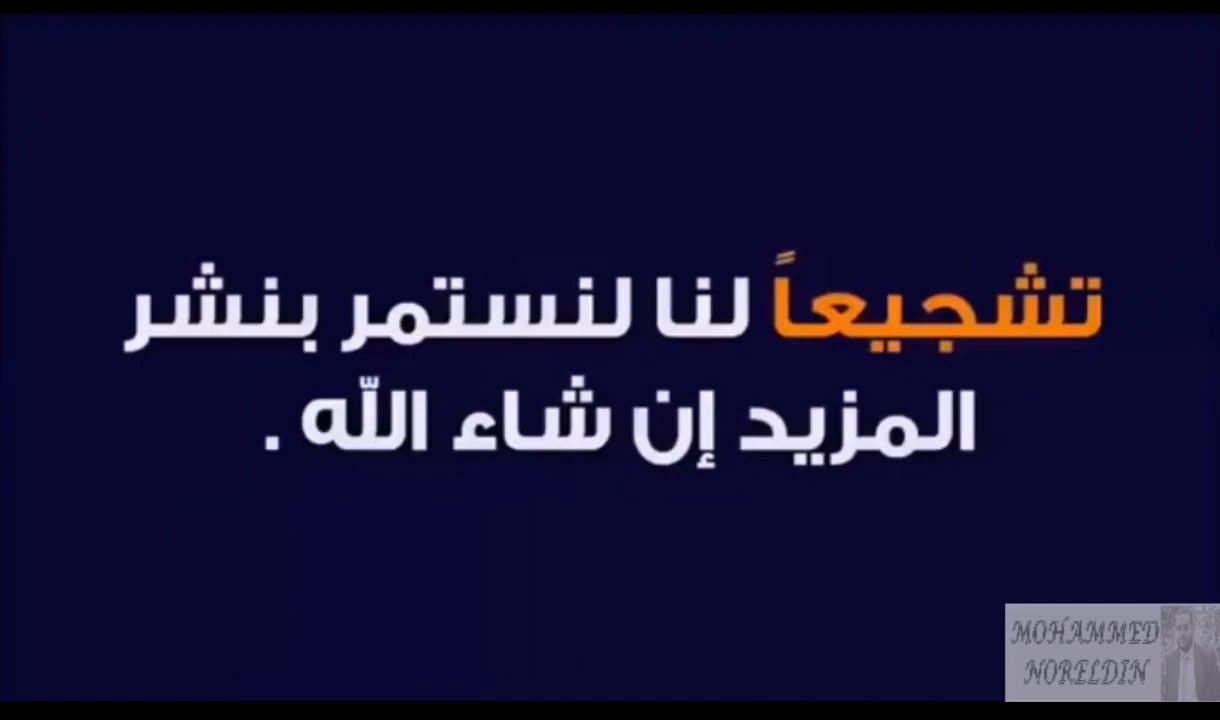 تشجيعاً لنا لنستمر بنشر
المزيد إن شاء اللّه .
MOHAMMED
NORELDIN